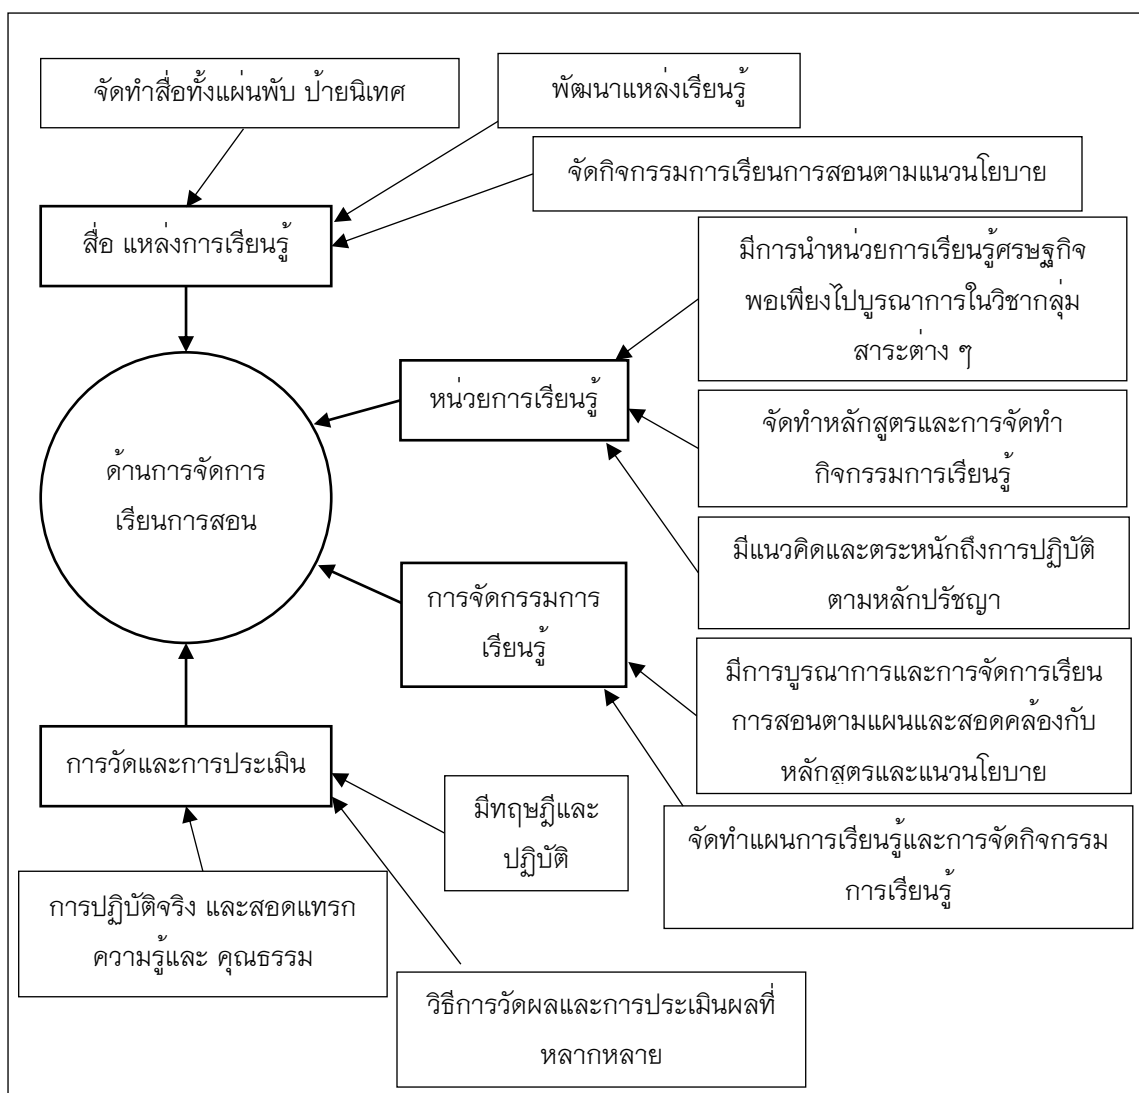 จัดทำสื่อทั้งแผ่นพับ ป้ายนิเทศ
พัฒนาแหล่งเรียนรู้
จัดกิจกรรมการเรียนการสอนตามแนวนโยบาย
สื่อ แหล่งการเรียนรู้
มีการนำหน่วยการเรียนรู้ศรษฐกิจ
พอเพียงไปบูรณาการในวิชากลุ่ม
สาระต่าง ๆ
หน่วยการเรียนรู้
จัดทำหลักสูตรและการจัดทำ
กิจกรรมการเรียนรู้
ด้านการจัดการ
เรียนการสอน
มีแนวคิดและตระหนักถึงการปฏิบัติ
ตามหลักปรัชญา
การจัดกรรมการ
เรียนรู้
มีการบูรณาการและการจัดการเรียน
การสอนตามแผนและสอดคล้องกับ
หลักสูตรและแนวนโยบาย
การวัดและการประเมิน
มีทฤษฎีและ
ปฏิบัติ
จัดทำแผนการเรียนรู้และการจัดกิจกรรม
การเรียนรู้
การปฏิบัติจริง และสอดแทรก
ความรู้และ คุณธรรม
วิธีการวัดผลและการประเมินผลที่
หลากหลาย